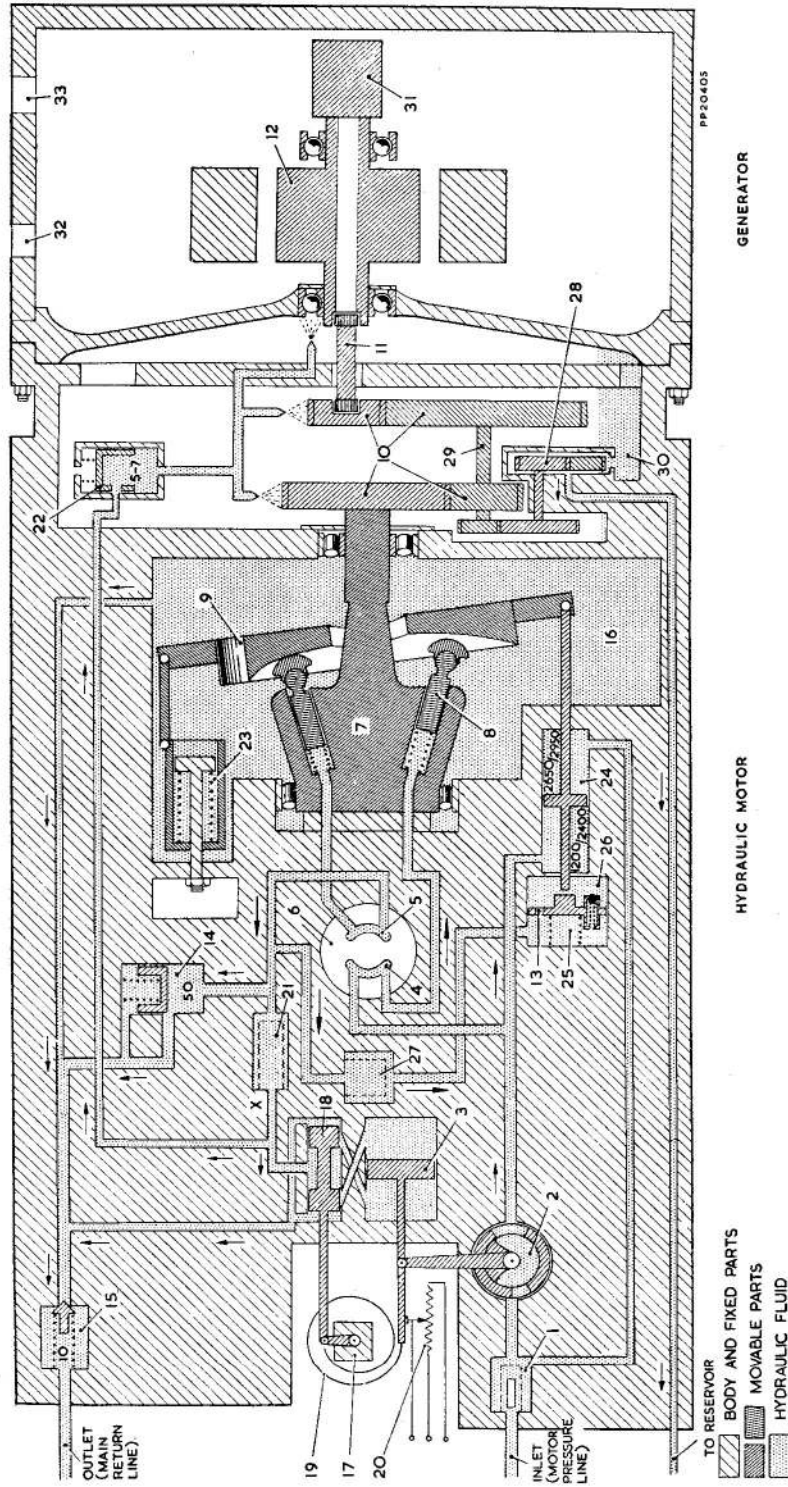 OUTLET
(MAIN
RETURN
LINE)
10
15
32
33
14
50
22
5-7
23
9
12
X
21
18
6
5
7
10
11
31
19
17
20
3
27
4
8
29
28
2
13
25
26
1200/2400
2650/2950
24
16
30
1
INLET
(MOTOR
PRESSURE
LINE)
TO RESERVOIR
PP20405
BODY AND FIXED PARTS
MOVABLE PARTS
HYDRAULIC FLUID
HYDRAULIC MOTOR
GENERATOR